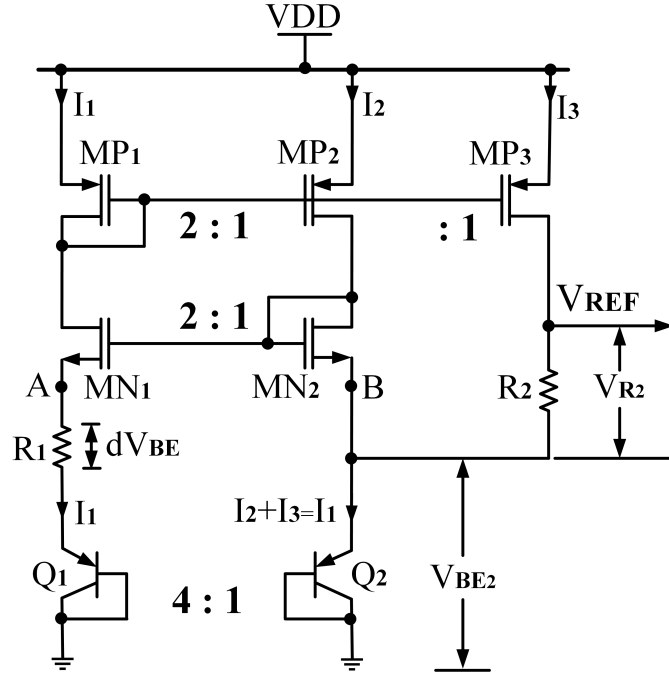 VDD
I1
I2
I3
MP1
MP2
MP3
2 : 1
: 1
2 : 1
VREF
A
MN1
MN2
B
R2
VR2
R1
dVBE
I1
I2+I3=I1
Q1
Q2
VBE2
4 : 1